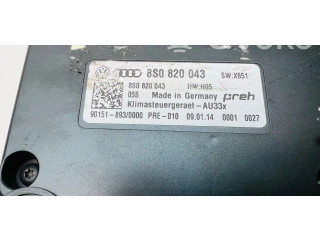 8S0 820 043 SW:X651
8S0 820 043 HW:H05
055 Made in Germany preh
Klimasteuergeraet-AU33x
90151-893/0000 PRE-010 09.01.14 0001 0027